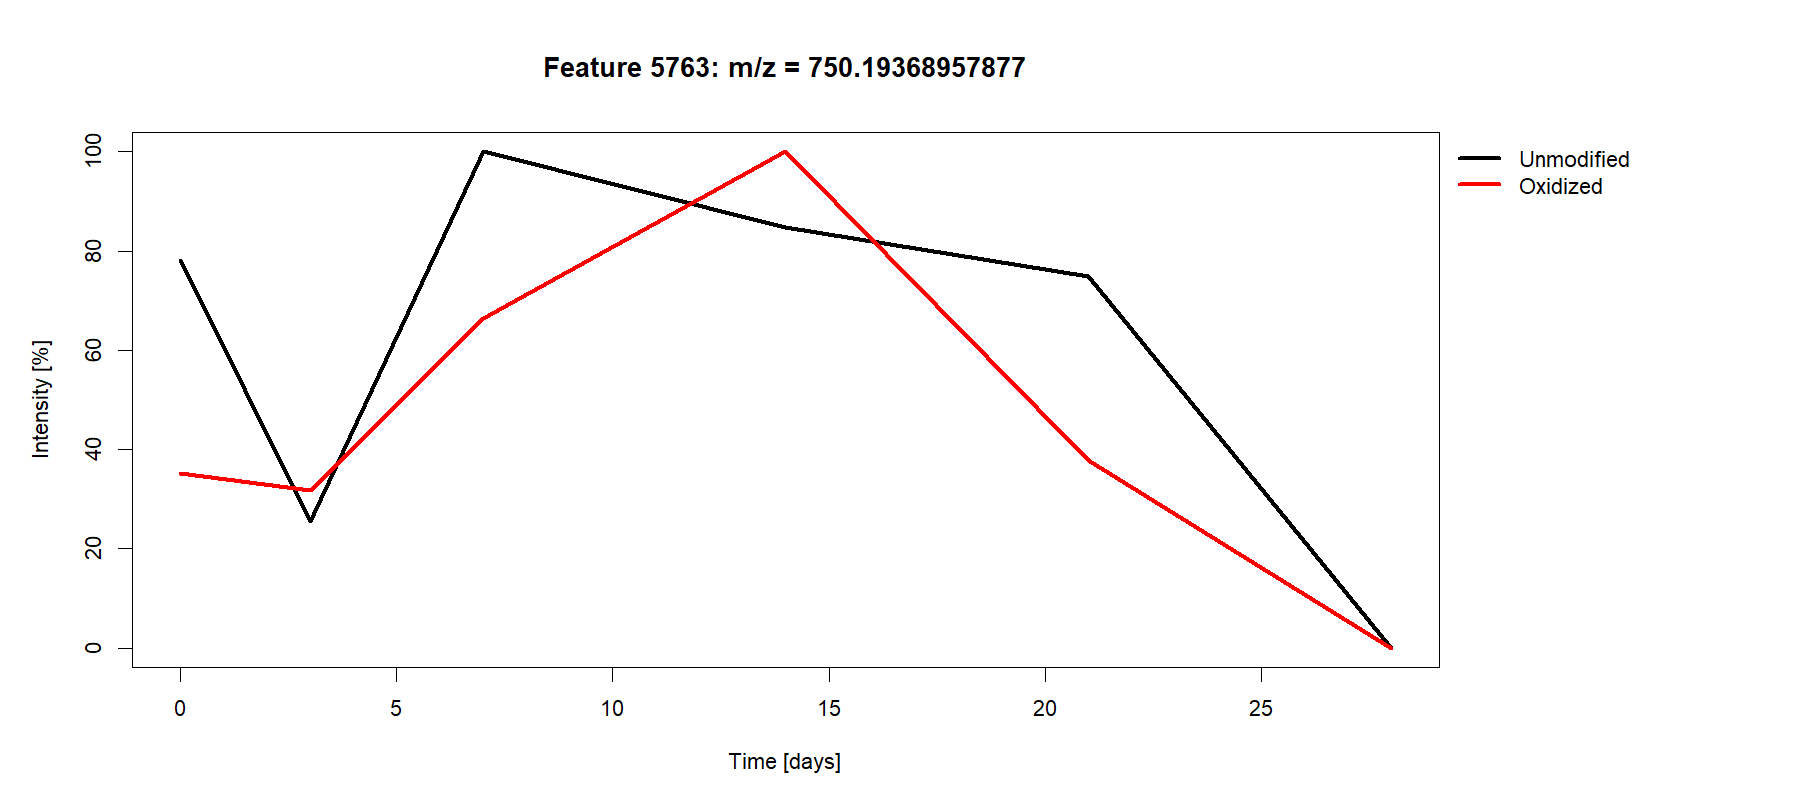 Feature 5763: m/z = 750.19368957877
Unmodified
Oxidized
Intensity [%]
100
80
60
40
20
0
0 5 10 15 20 25
Time [days]